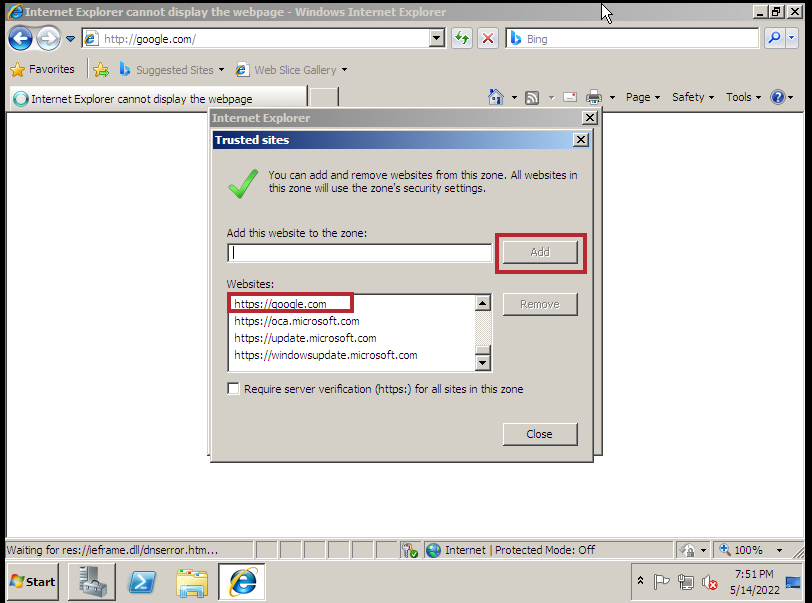 Internet Explorer cannot display the webpage - Windows Internet Explorer
http://google.com/
Bing
Favorites
Suggested Sites
Web Slice Gallery
Internet Explorer cannot display the webpage
Page
Safety
Tools
Internet Explorer
Trusted sites
You can add and remove websites from this zone. All websites in
this zone will use the zone's security settings.
Add this website to the zone:
Add
Websites:
https://google.com
Remove
https://oca.microsoft.com
https://update.microsoft.com
https://windowsupdate.microsoft.com
Require server verification (https:) for all sites in this zone
Close
Waiting for res://ieframe.dll/dnserror.htm...
Internet | Protected Mode: Off
100%
Start
7:51 PM
5/14/2022